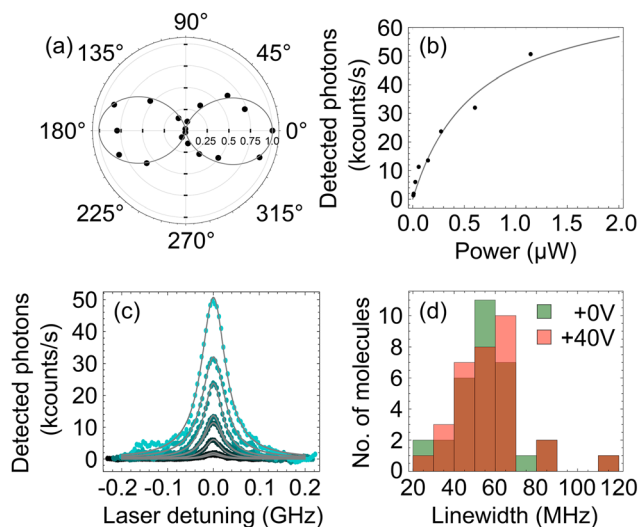 (a)
90°
135°
45°
180°
0.25 0.5 0.75 1.0
0°
225°
315°
270°
(b)
Detected photons
(kcounts/s)
60
50
40
30
20
10
0
0.0 0.5 1.0 1.5 2.0
Power (µW)
(c)
Detected photons
(kcounts/s)
50
40
30
20
10
0
-0.2 -0.1 0.0 0.1 0.2
Laser detuning (GHz)
(d)
+0V
+40V
No. of molecules
10
8
6
4
2
0
20 40 60 80 100 120
Linewidth (MHz)